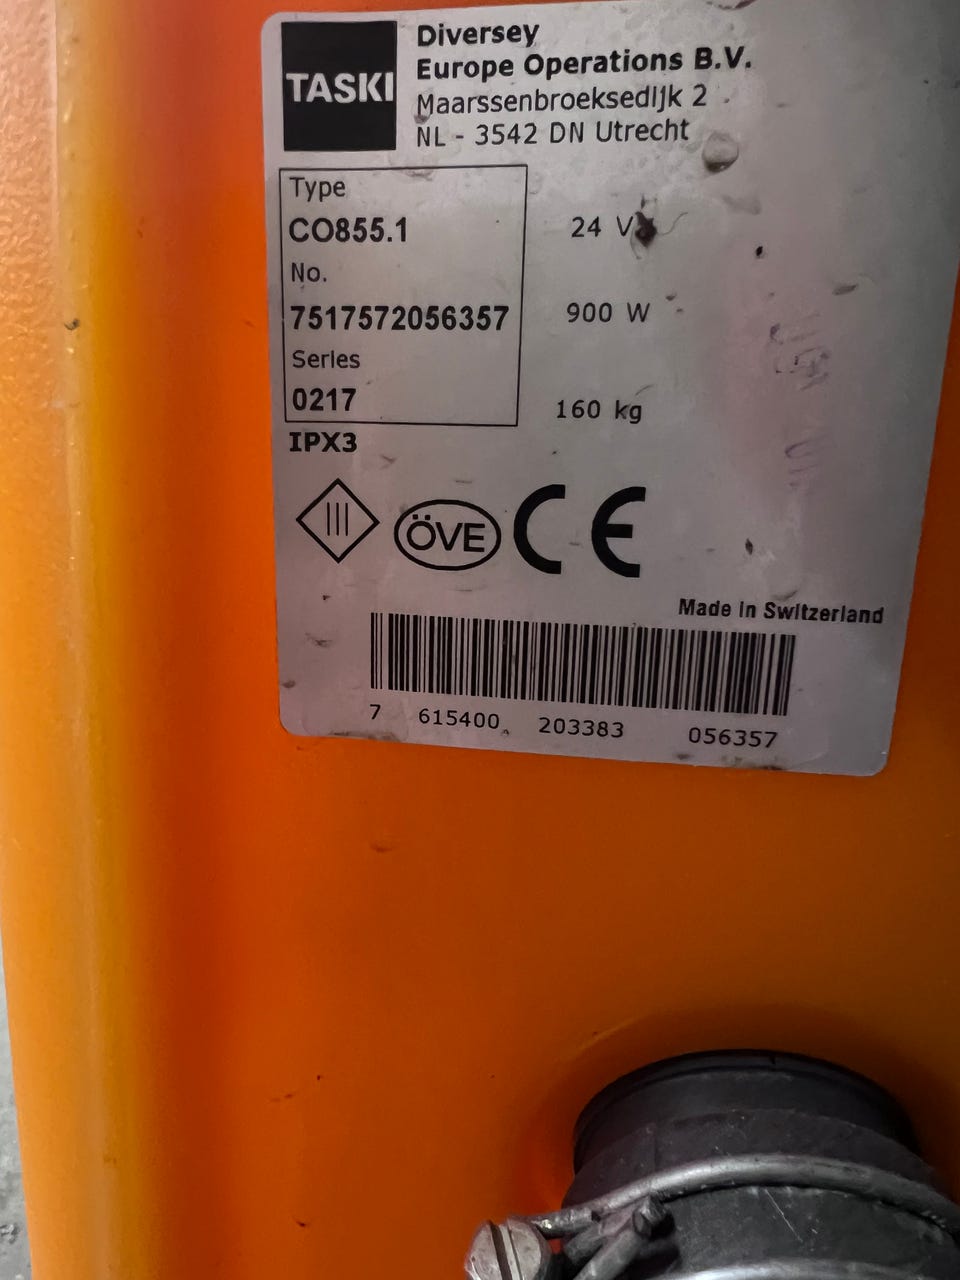 TASKI
Diversey
Europe Operations B.V.
Maarssenbroeksedijk 2
NL - 3542 DN Utrecht
Type
CO855.1
24 V
No.
7517572056357
900 W
Series
0217
160 kg
IPX3
III
ÖVE
CE
Made in Switzerland
7 615400 203383 056357